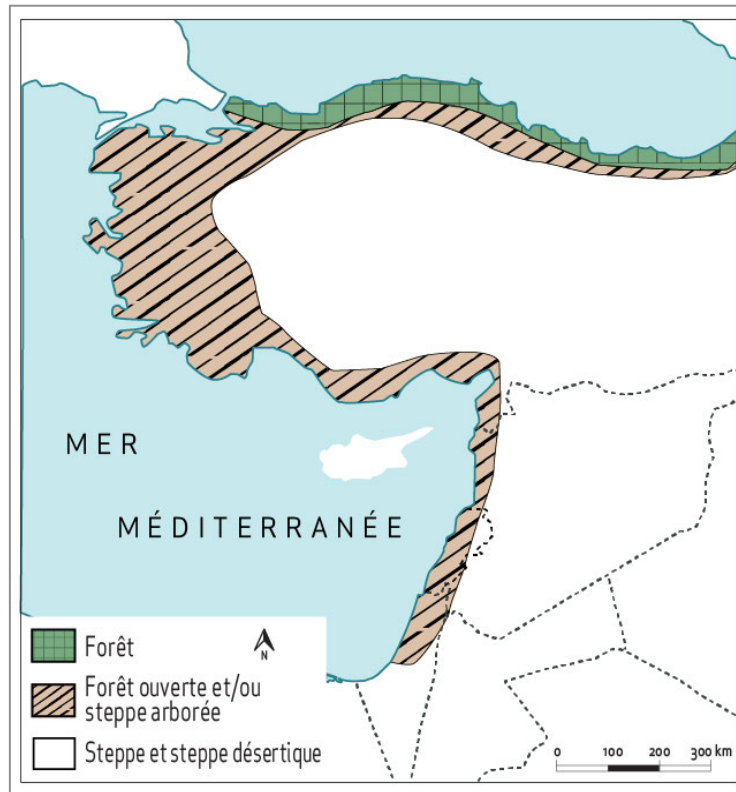 MER
MÉDITERRANÉE
Forêt
N
Forêt ouverte et/ou
steppe arborée
Steppe et steppe désertique
0 100 200 300 km